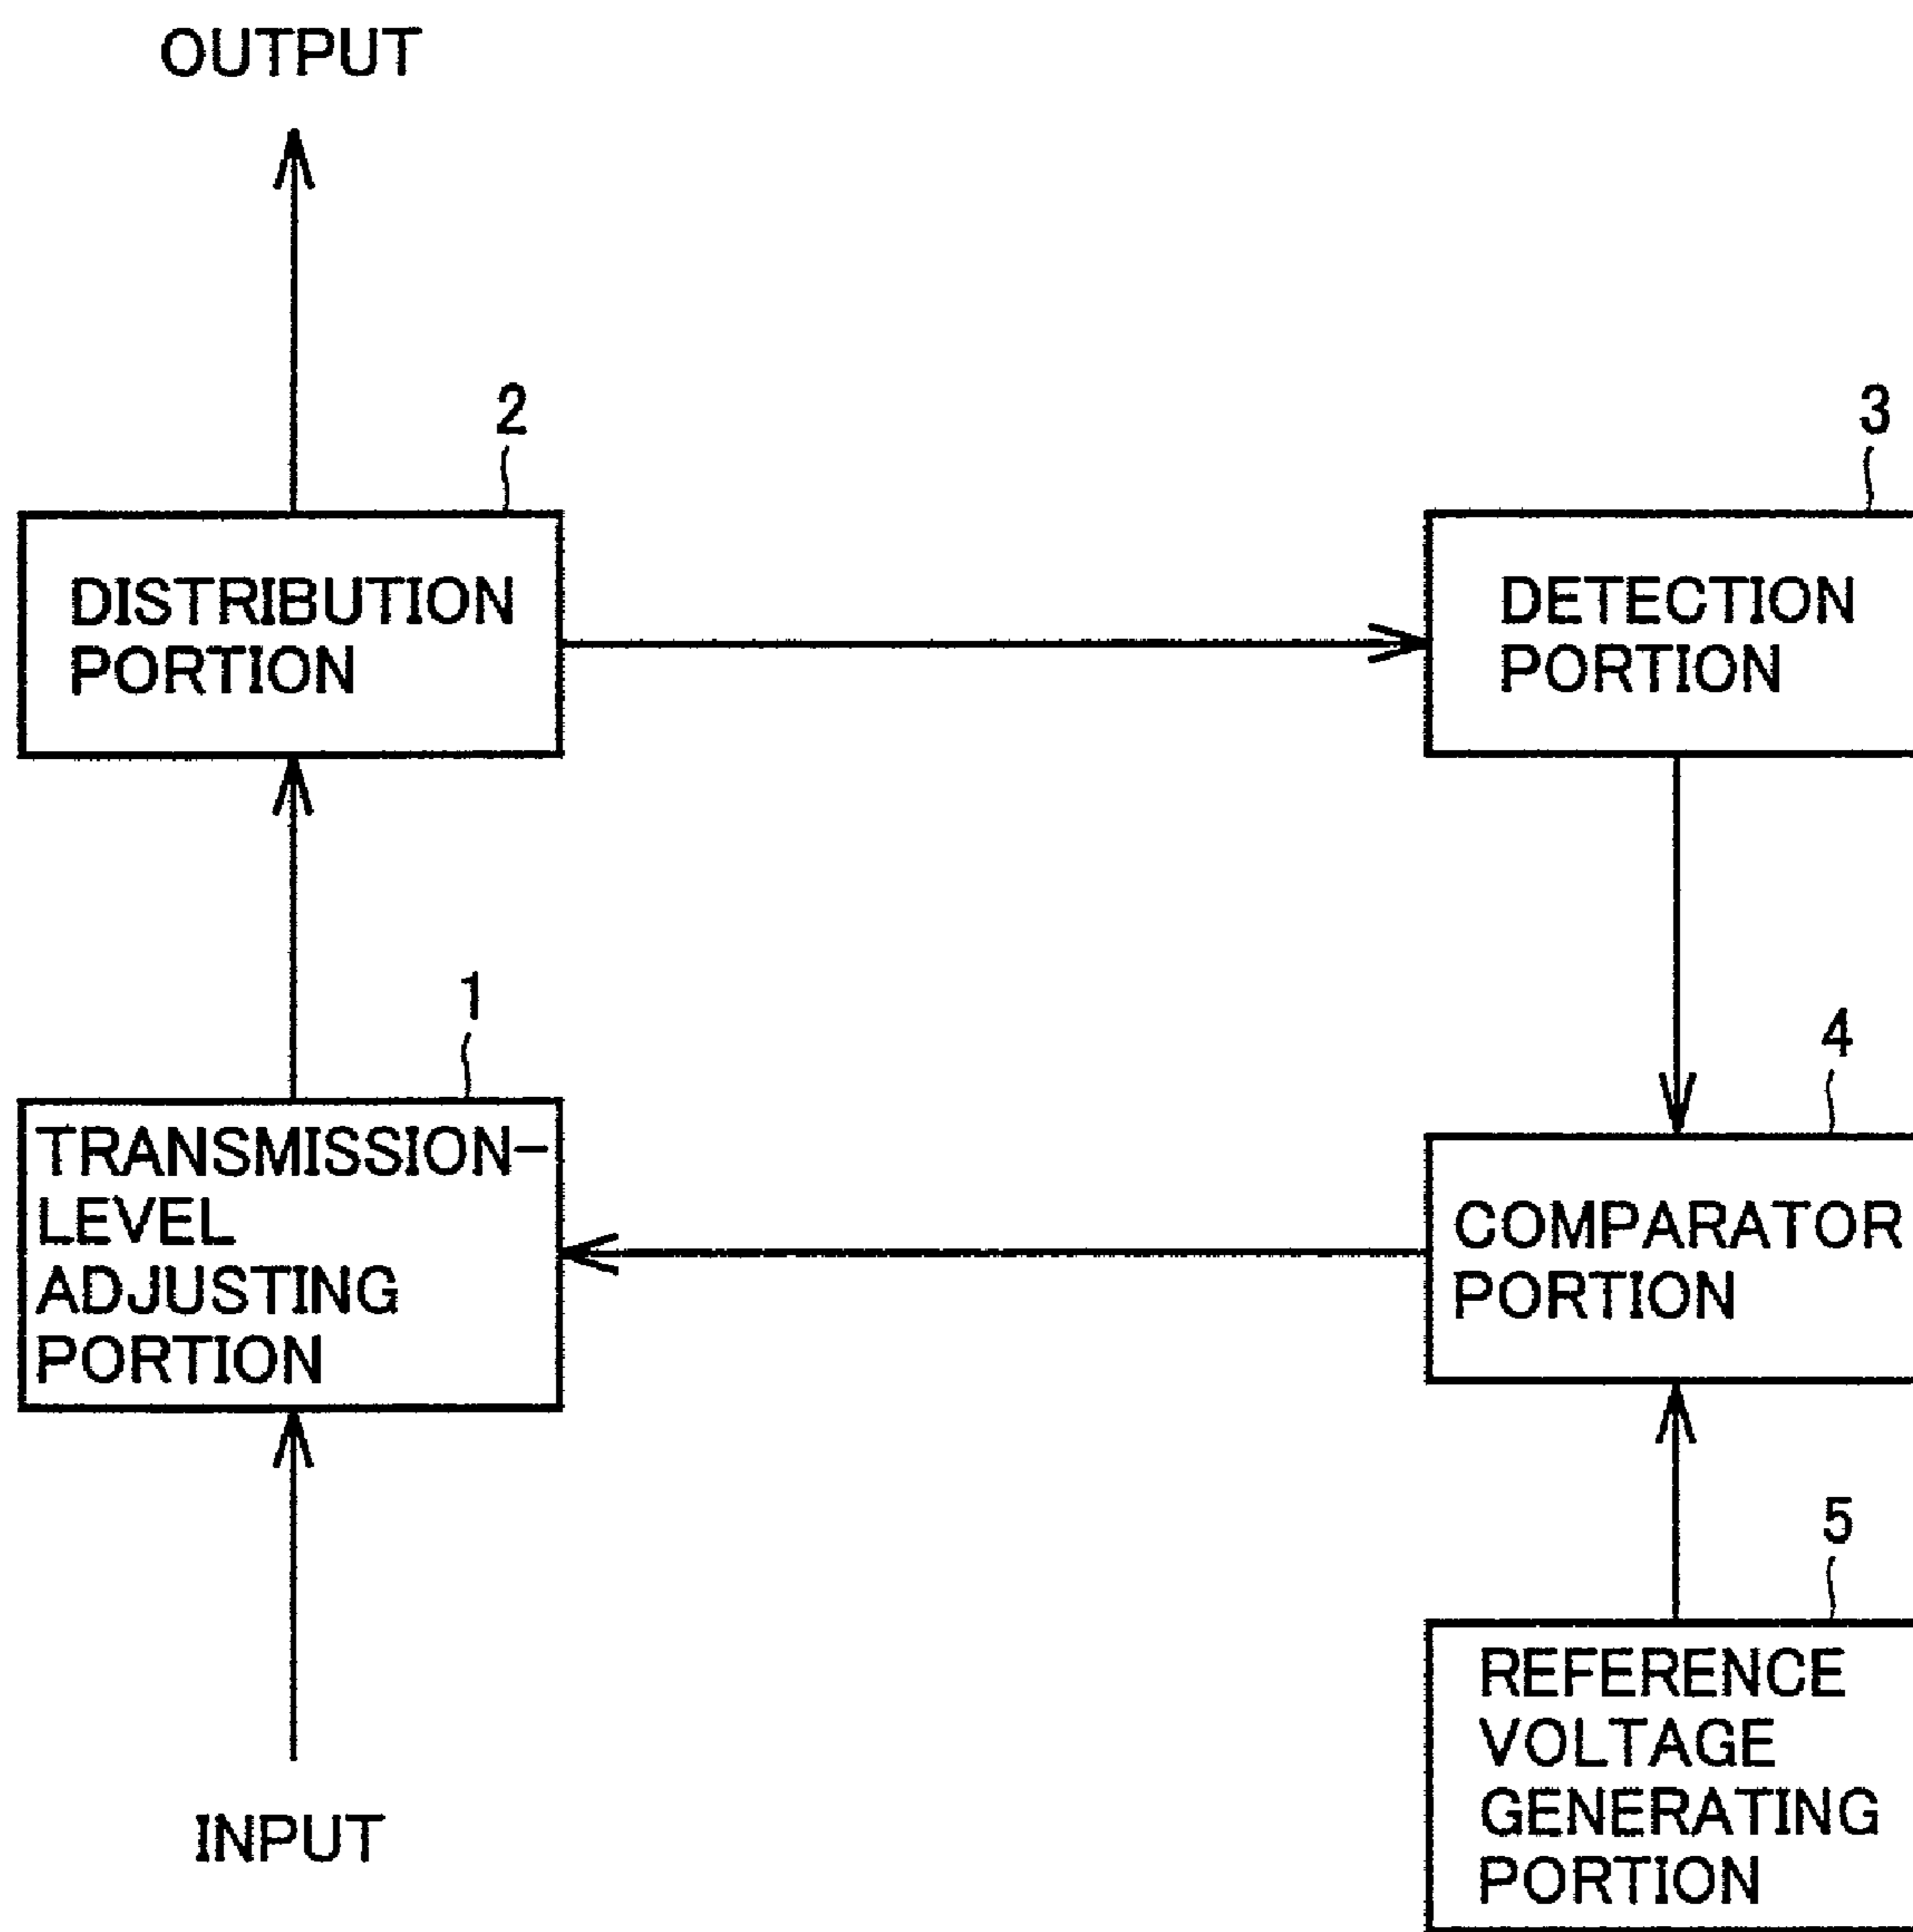 OUTPUT
2
3
DISTRIBUTION
PORTION
DETECTION
PORTION
1
4
TRANSMISSION-
LEVEL
ADJUSTING
PORTION
COMPARATOR
PORTION
5
REFERENCE
VOLTAGE
GENERATING
PORTION
INPUT